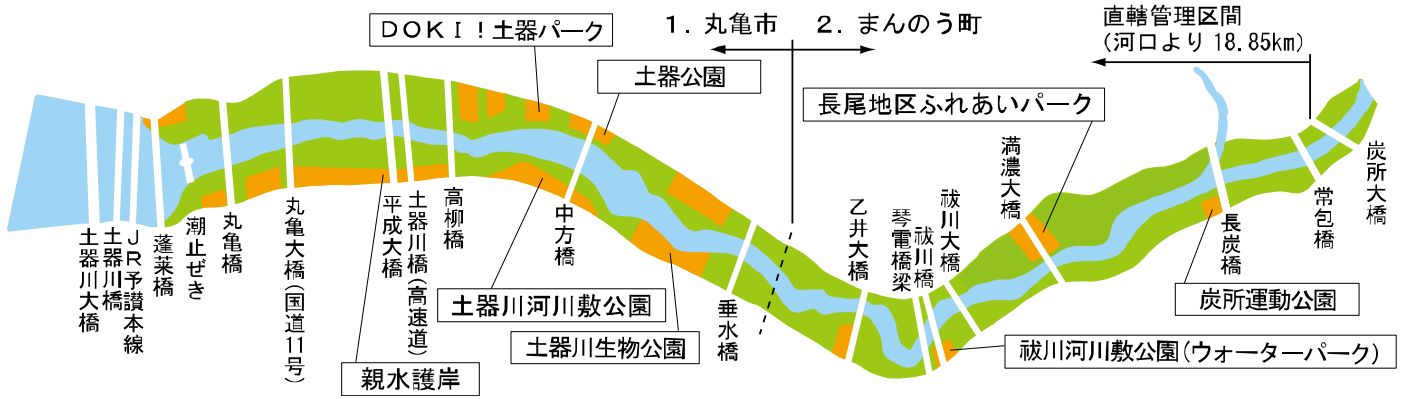 DOKI!土器パーク
1. 丸亀市
2. まんのう町
直轄管理区間
(河口より18.85km)
土器公園
長尾地区ふれあいパーク
土器川大橋
土器川橋
JR予讃本線
蓬莱橋
潮止ぜき
丸亀橋
丸亀大橋(国道11号)
平成大橋
土器川橋(高速道)
高柳橋
中方橋
垂水橋
乙井大橋
琴電橋梁
祓川橋
祓川大橋
満濃大橋
長炭橋
常包橋
炭所大橋
土器川河川敷公園
土器川生物公園
親水護岸
炭所運動公園
祓川河川敷公園(ウォーターパーク)